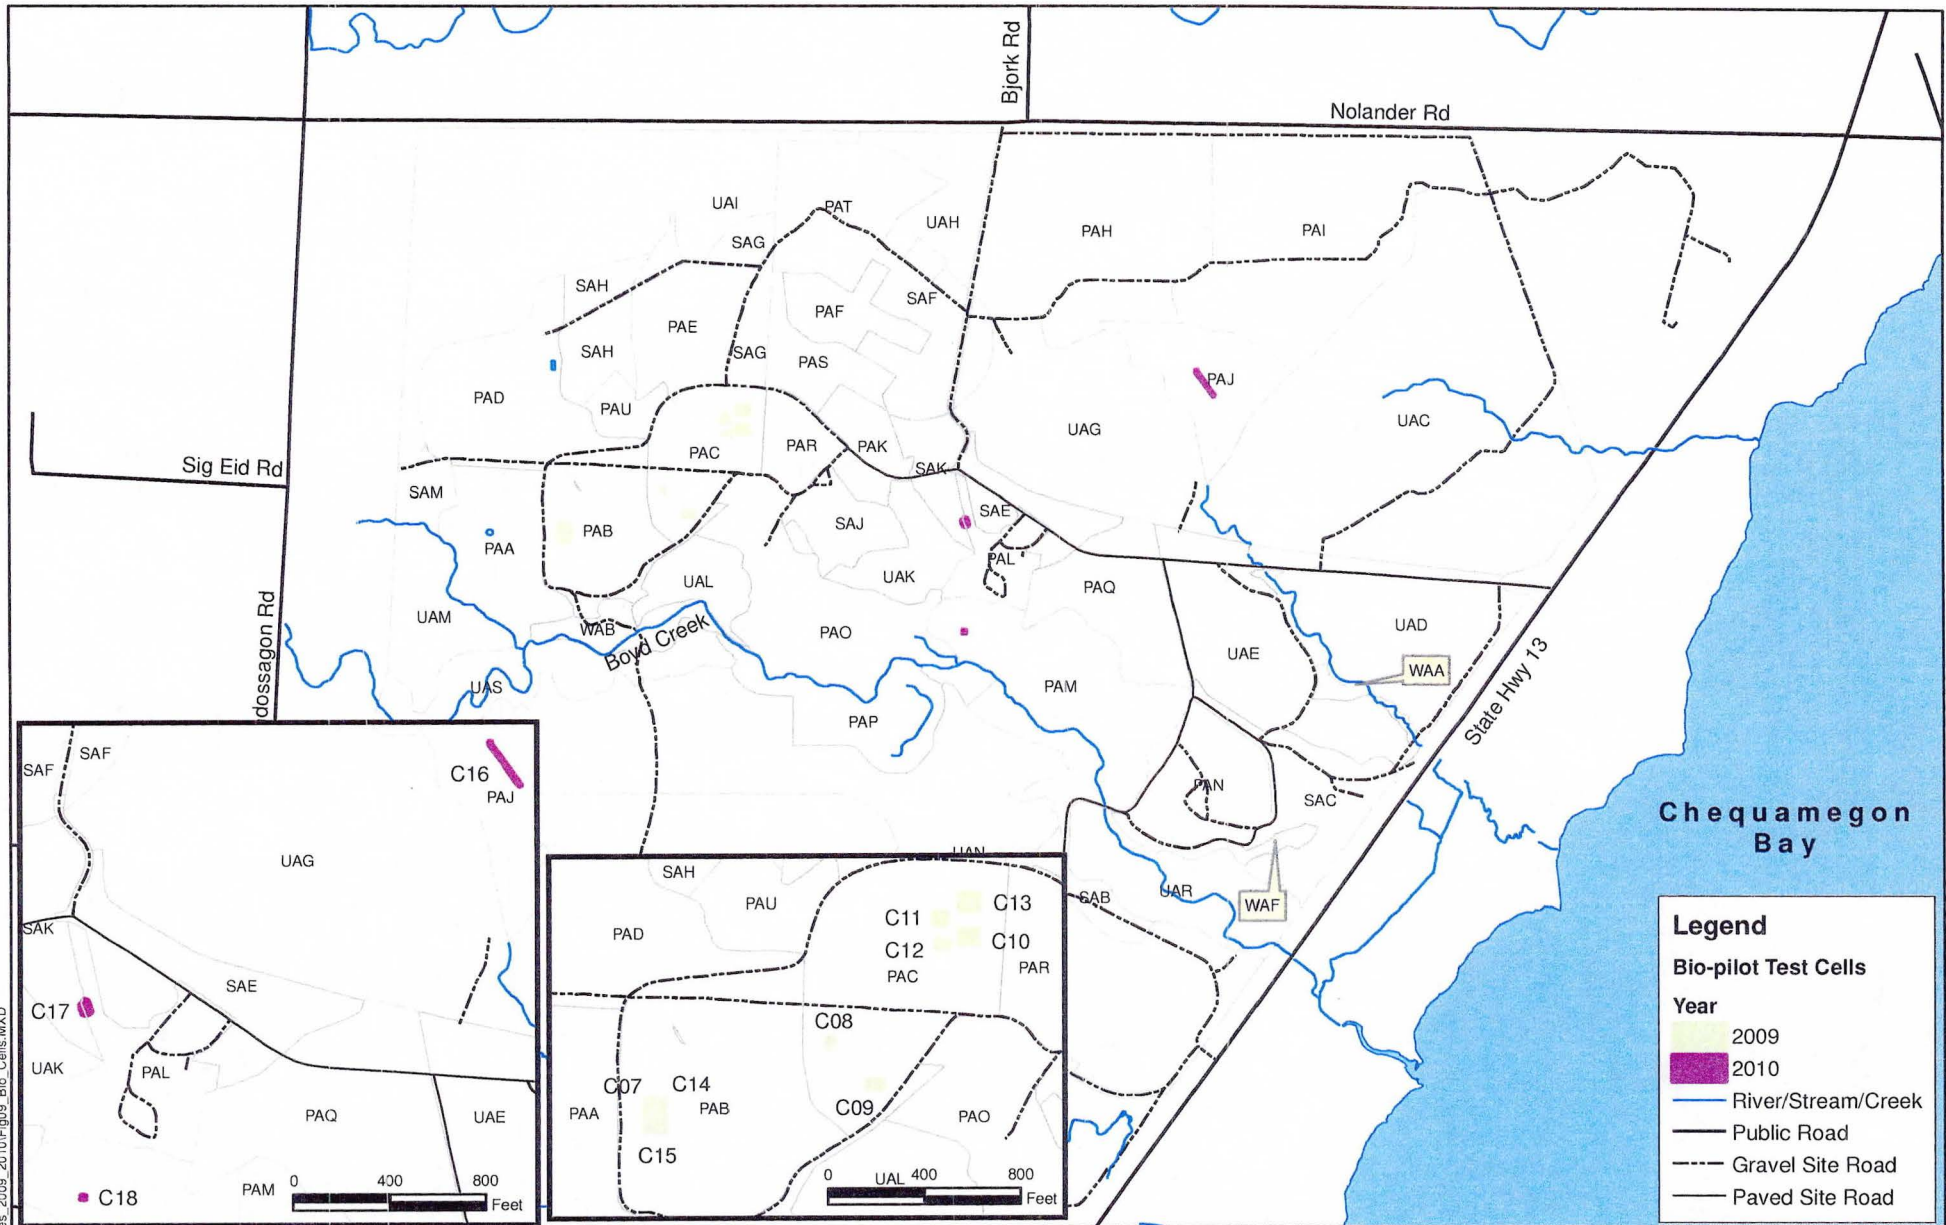 Bjork Rd
Nolander Rd
UAI
PAT
UAH
SAG
PAH
PAI
SAH
SAF
PAF
PAE
SAH
SAG
PAS
PAJ
PAD
PAU
UAG
UAC
PAC
PAR
PAK
SAK
Sig Eid Rd
SAM
SAE
SAJ
PAB
PAA
PAL
UAK
UAL
PAQ
UAM
WAB
Boyd Creek
PAO
UAD
UAE
WAA
dossagon Rd
UAS
PAM
PAP
State Hwy 13
PAN
SAC
Chequamegon
Bay
UAN
SAB
UAR
WAF
SAF
SAF
C16
PAJ
UAG
SAK
SAE
C17
UAK
PAL
PAQ
UAE
C18
PAM
0 400 800
Feet
SAH
PAU
C13
C11
PAD
C12
C10
PAC
PAR
C08
C07
C14
PAA
PAB
C09
PAO
C15
UAL
0 400 800
Feet
Legend
Bio-pilot Test Cells
Year
2009
2010
River/Stream/Creek
Public Road
Gravel Site Road
Paved Site Road